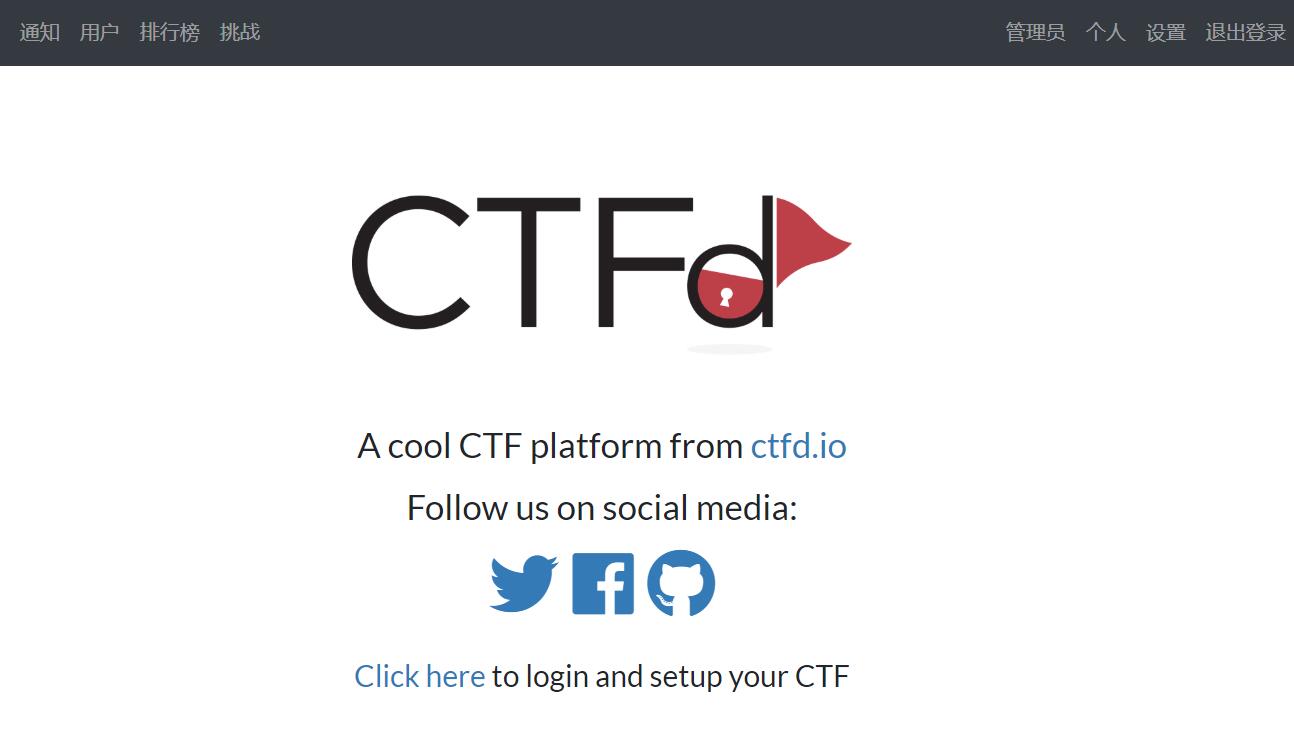 通知 用户 排行榜 挑战 管理员 个人 设置 退出登录
CTFd
A cool CTF platform from ctfd.io
Follow us on social media:
Click here to login and setup your CTF